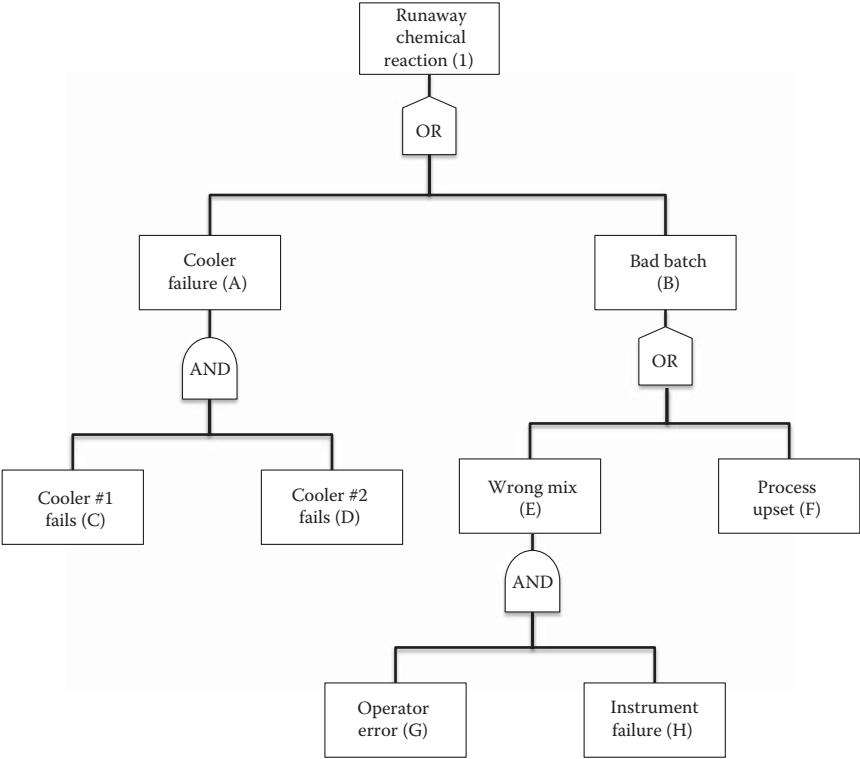 Runaway
chemical
reaction (1)
OR
Cooler
failure (A)
Bad batch
(B)
AND
OR
Cooler #1
fails (C)
Cooler #2
fails (D)
Wrong mix
(E)
Process
upset (F)
AND
Operator
error (G)
Instrument
failure (H)